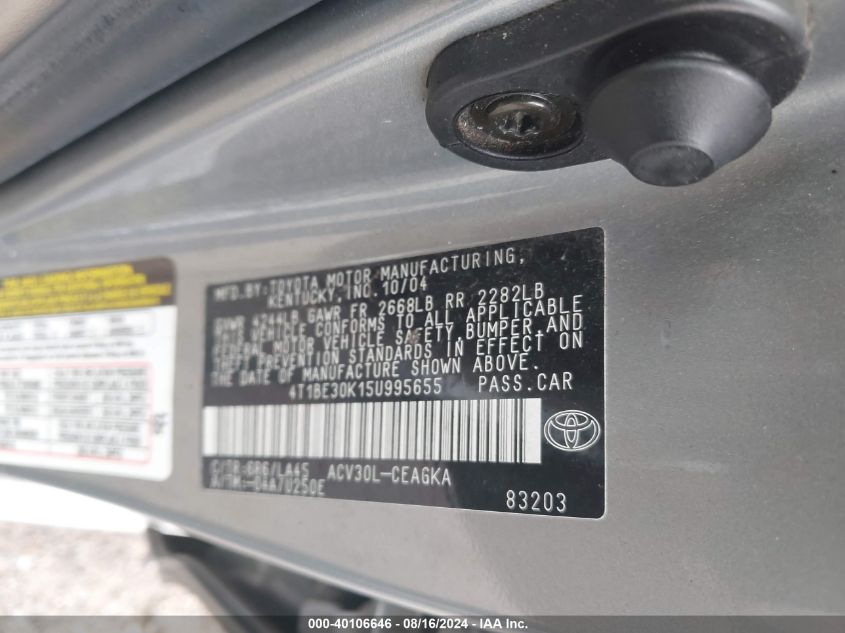 MFD. BY: TOYOTA MOTOR MANUFACTURING,
KENTUCKY, INC. 10/04
GVWR 4244LB GAWR FR 2668LB RR 2282LB
THIS VEHICLE CONFORMS TO ALL APPLICABLE
FEDERAL MOTOR VEHICLE SAFETY, BUMPER, AND
THEFT PREVENTION STANDARDS IN EFFECT ON
THE DATE OF MANUFACTURE SHOWN ABOVE.
4T1BE30K15U995655 PASS.CAR
C/TR: /LA45 ACV30L-CEAGKA
A/TM: /U250E
83203
000-40106646 - 08/16/2024 - IAA Inc.